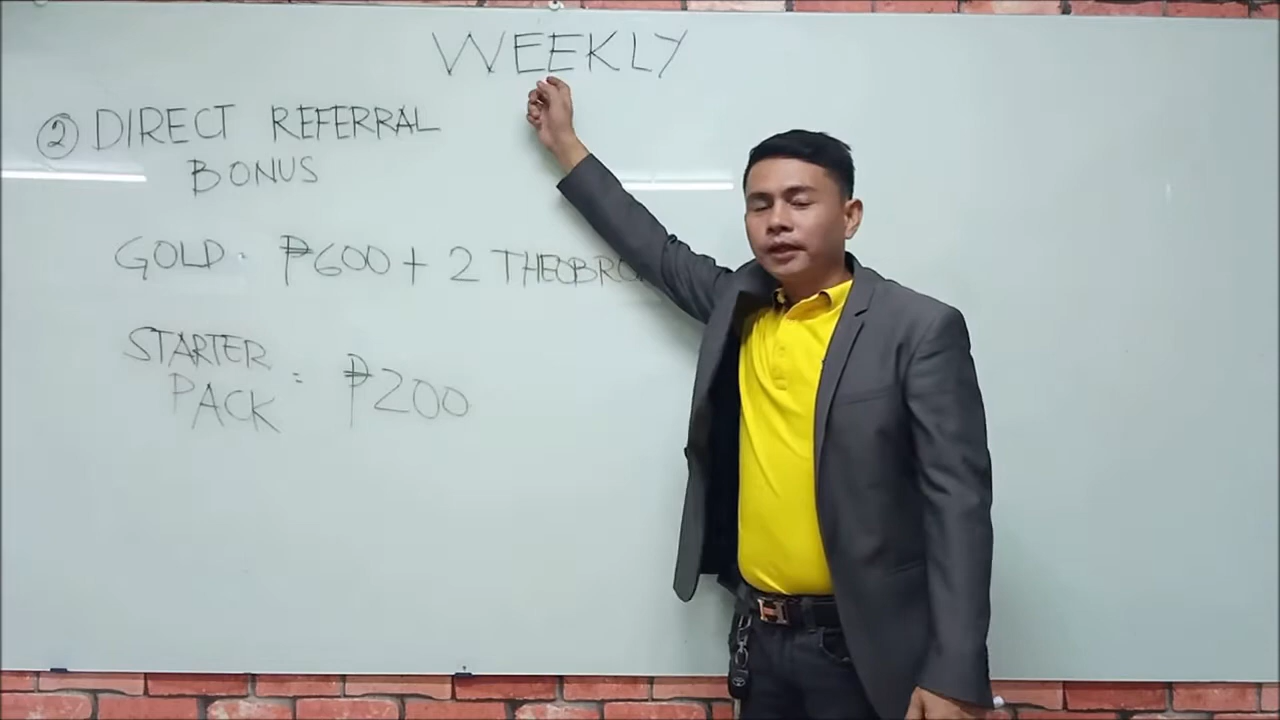 WEEKLY
② DIRECT REFERRAL
BONUS
GOLD. ₱600 + 2
STARTER
PACK = ₱200